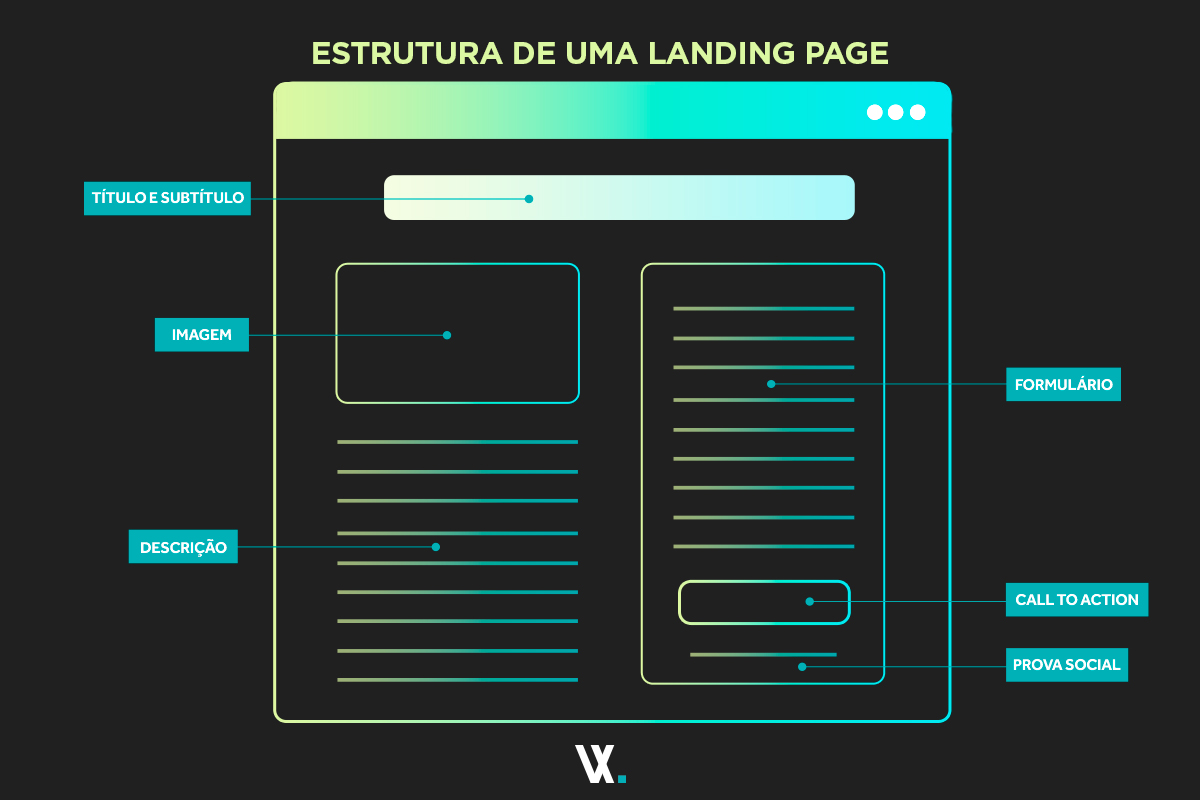 ESTRUTURA DE UMA LANDING PAGE
TÍTULO E SUBTÍTULO
IMAGEM
DESCRIÇÃO
FORMULÁRIO
CALL TO ACTION
PROVA SOCIAL
VX.